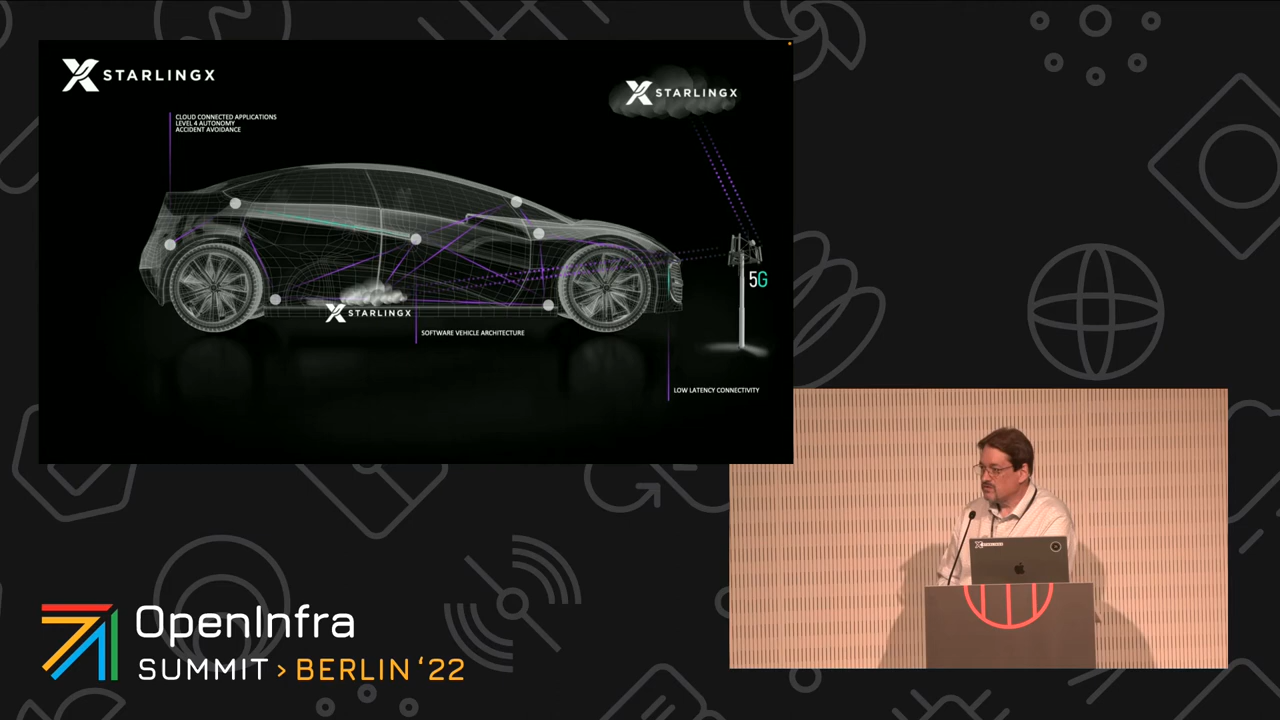 STARLINGX
STARLINGX
CLOUD CONNECTED APPLICATIONS
LEVEL 4 AUTONOMY
ACCIDENT AVOIDANCE
5G
STARLINGX
SOFTWARE VEHICLE ARCHITECTURE
LOW LATENCY CONNECTIVITY
STARLINGX
OpenInfra
SUMMIT > BERLIN '22